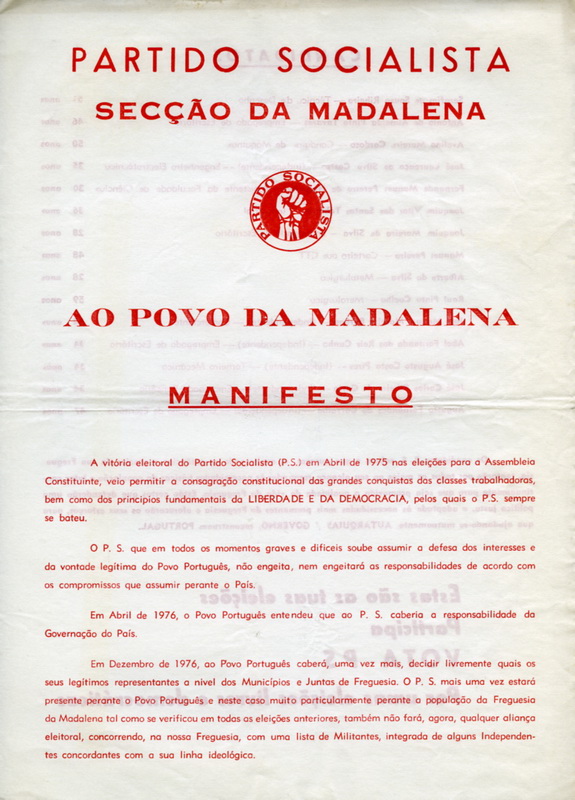 PARTIDO SOCIALISTA
SECÇÃO DA MADALENA
PARTIDO SOCIALISTA
AO POVO DA MADALENA
MANIFESTO
A vitória eleitoral do Partido Socialista (P.S.) em Abril de 1975 nas eleições para a Assembleia
Constituinte, veio permitir a consagração constitucional das grandes conquistas das classes trabalhadoras,
bem como dos princípios fundamentais da LIBERDADE E DA DEMOCRACIA, pelas quais o P.S. sempre
se bateu.
O P. S. que em todos os momentos graves e difíceis soube assumir a defesa dos interesses e
da vontade legítima do Povo Português, não engeita, nem engeitará as responsabilidades de acordo com
os compromissos que assumir perante o País.
Em Abril de 1976, o Povo Português entendeu que ao P. S. caberia a responsabilidade da
Governação do País.
Em Dezembro de 1976, ao Povo Português caberá, uma vez mais, decidir livremente quais os
seus legítimos representantes a nível dos Municípios e Juntas de Freguesia. O P.S. mais uma vez estará
presente perante o Povo Português e neste caso muito particularmente perante a população da Freguesia
da Madalena tal como se verificou em todas as eleições anteriores, também não fará, agora, qualquer aliança
eleitoral, concorrendo, na nossa Freguesia, com uma lista de Militantes, integrada de alguns Independen-
tes concordantes com a sua linha ideológica.